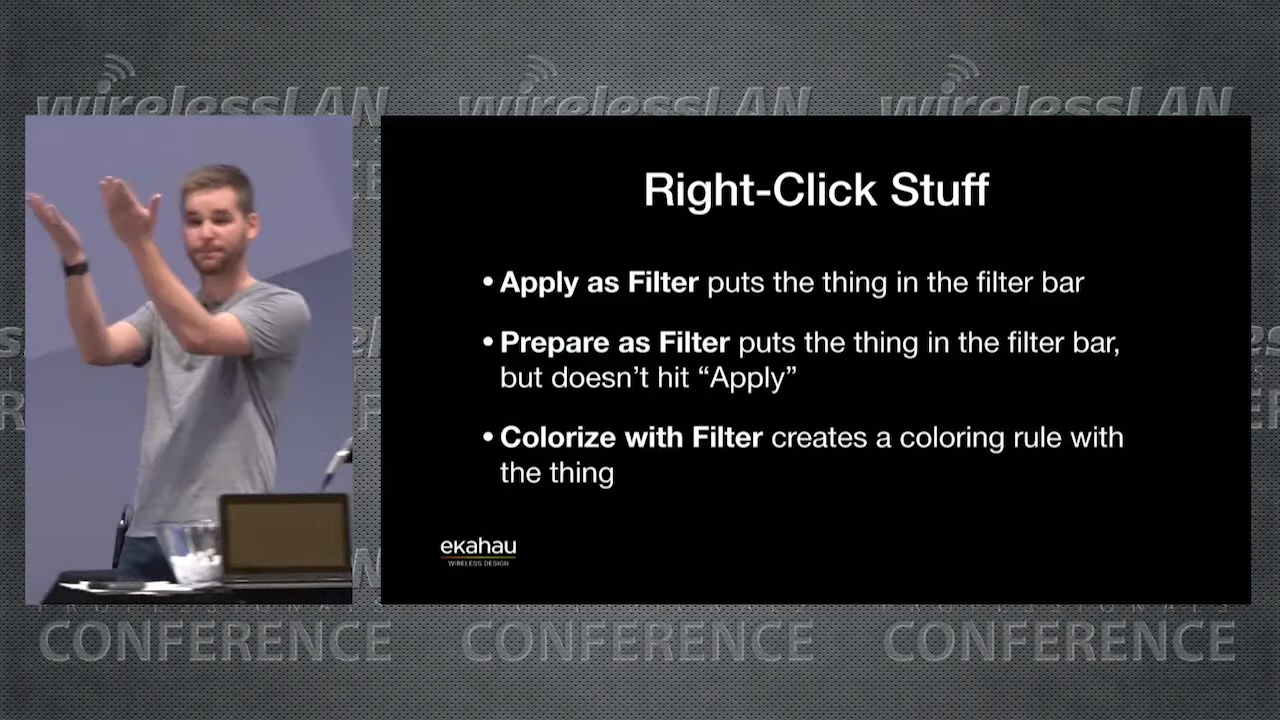 wirelessLAN wirelessLAN wirelessLAN
Right-Click Stuff
• Apply as Filter puts the thing in the filter bar
• Prepare as Filter puts the thing in the filter bar,
but doesn’t hit “Apply”
• Colorize with Filter creates a coloring rule with
the thing
ekahau
WIRELESS DESIGN
CONFERENCE CONFERENCE CONFERENCE